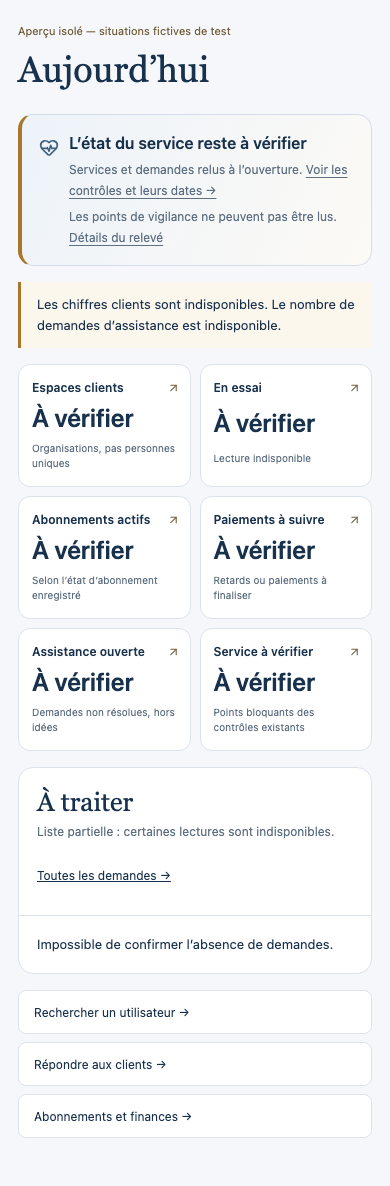 Aperçu isolé — situations fictives de test
Aujourd’hui
L’état du service reste à vérifier
Services et demandes relus à l’ouverture. Voir les
contrôles et leurs dates →
Les points de vigilance ne peuvent pas être lus.
Détails du relevé
Les chiffres clients sont indisponibles. Le nombre de
demandes d’assistance est indisponible.
Espaces clients ↗
À vérifier
Organisations, pas personnes
uniques
En essai ↗
À vérifier
Lecture indisponible
Abonnements actifs ↗
À vérifier
Selon l’état d’abonnement
enregistré
Paiements à suivre ↗
À vérifier
Retards ou paiements à
finaliser
Assistance ouverte ↗
À vérifier
Demandes non résolues, hors
idées
Service à vérifier ↗
À vérifier
Points bloquants des
contrôles existants
À traiter
Liste partielle : certaines lectures sont indisponibles.
Toutes les demandes →
Impossible de confirmer l’absence de demandes.
Rechercher un utilisateur →
Répondre aux clients →
Abonnements et finances →